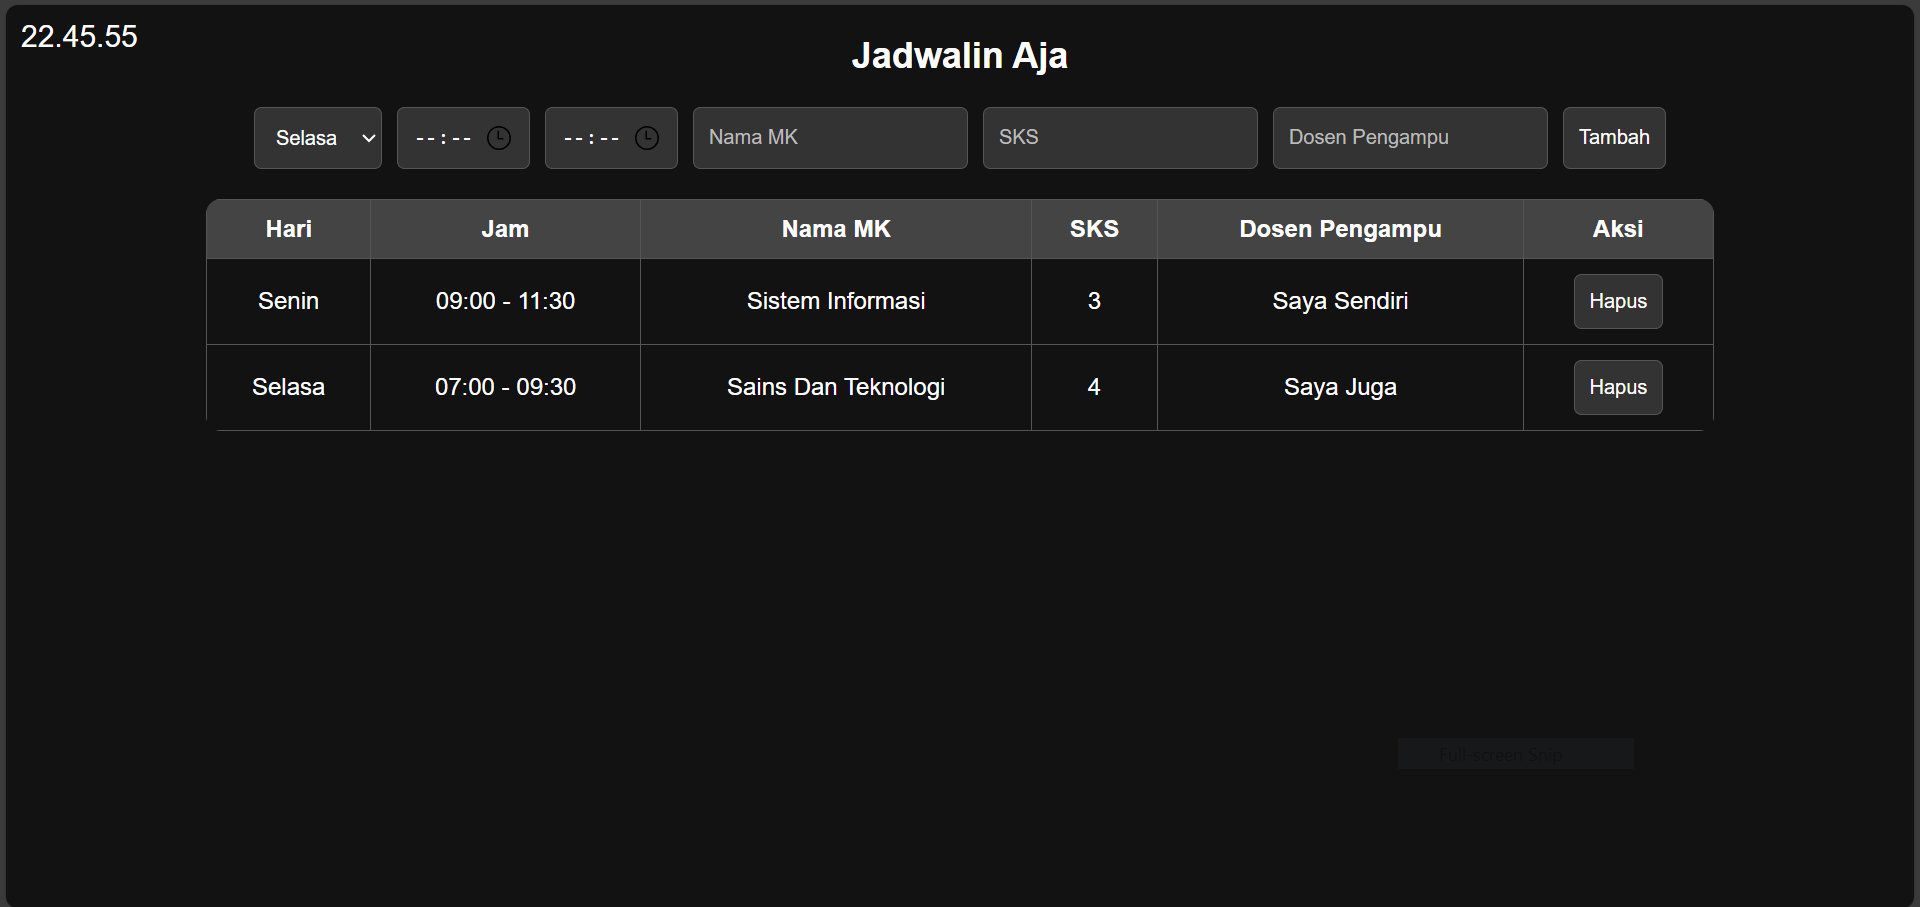 22.45.55
Jadwalin Aja
Selasa --:-- --:-- Nama MK SKS Dosen Pengampu Tambah
Hari Jam Nama MK SKS Dosen Pengampu Aksi
Senin 09:00 - 11:30 Sistem Informasi 3 Saya Sendiri Hapus
Selasa 07:00 - 09:30 Sains Dan Teknologi 4 Saya Juga Hapus
Full-screen Snip